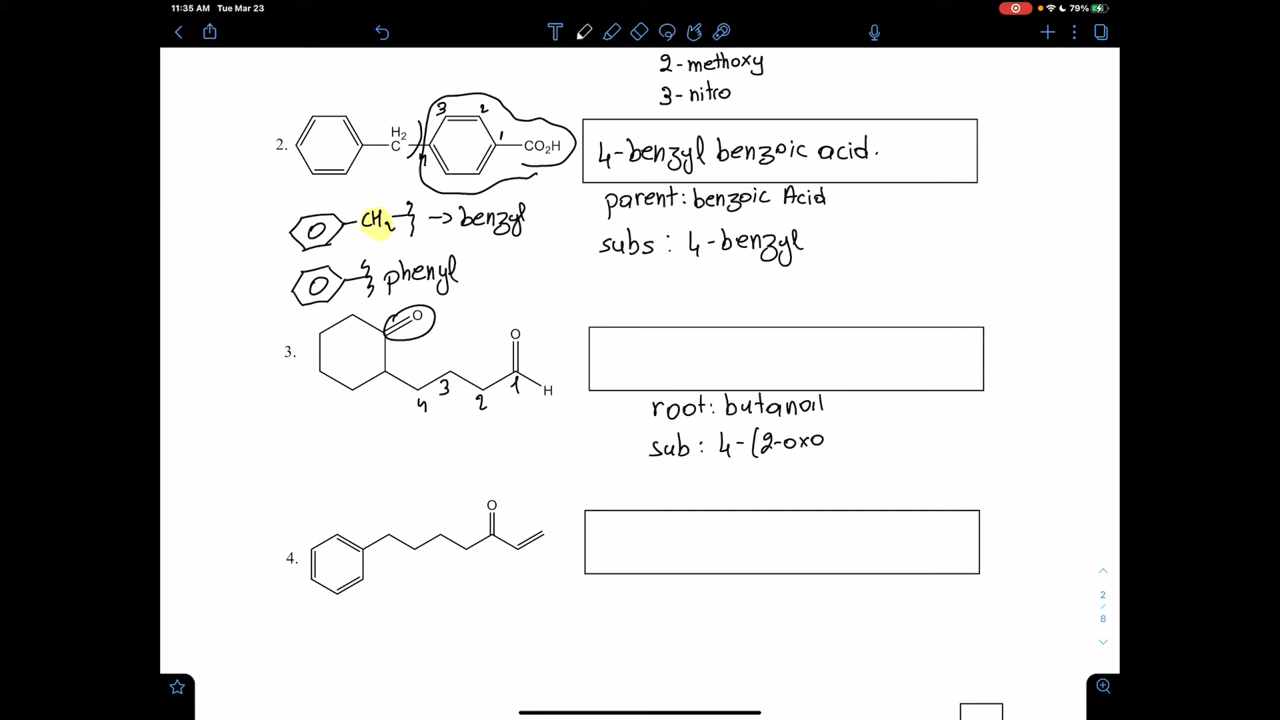 11:35 AM Tue Mar 23
79%
2-methoxy
3-nitro
2.
H2
C
3 2
1
4
CO2H
4-benzyl benzoic acid.
parent: benzoic Acid
CH2 → benzyl
subs : 4-benzyl
phenyl
3.
O
O
H
4 3 2 1
root: butanoil
sub : 4-(2-oxo
4.
O
2
/
8